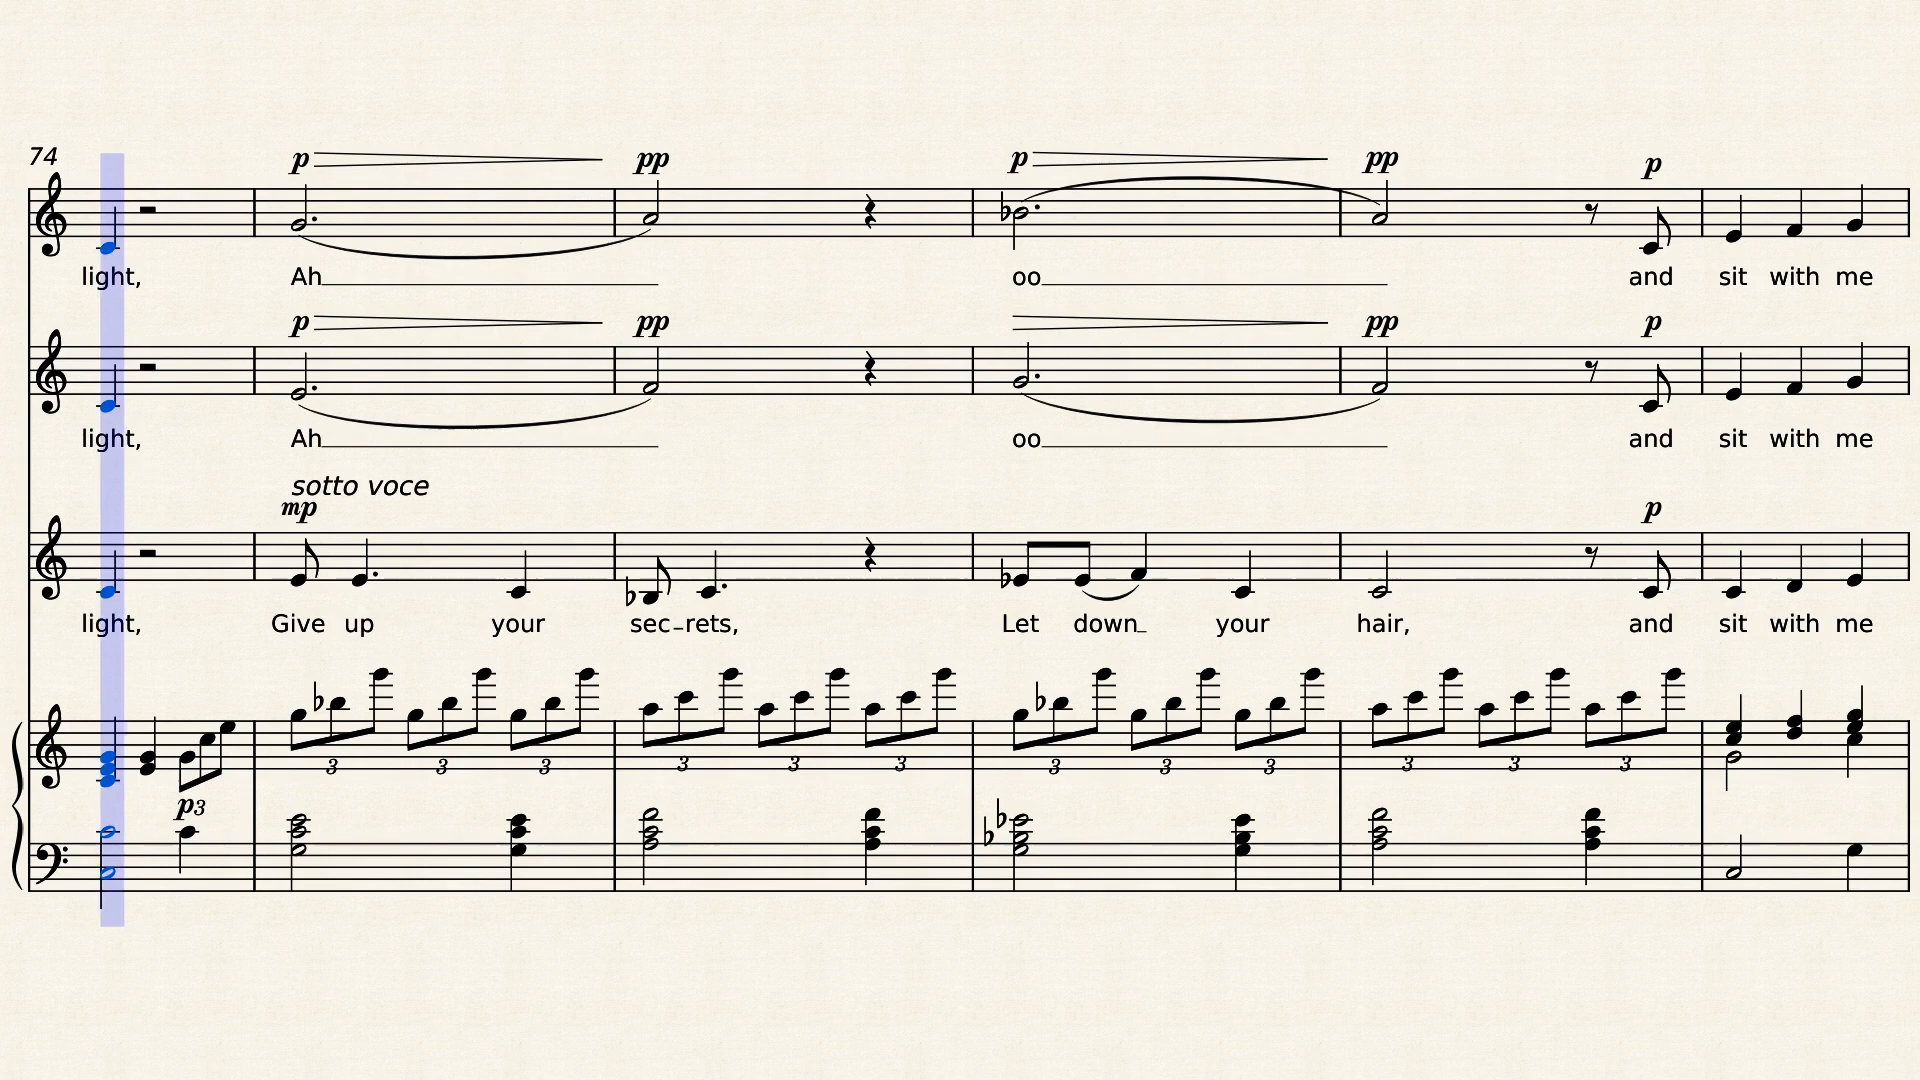 74
p pp p pp p
light, Ah oo and sit with me
p pp pp p
light, Ah oo and sit with me
sotto voce
mp p
light, Give up your sec-rets, Let down your hair, and sit with me
3 3 3 3 3 3 3 3 3 3 3 3
p3